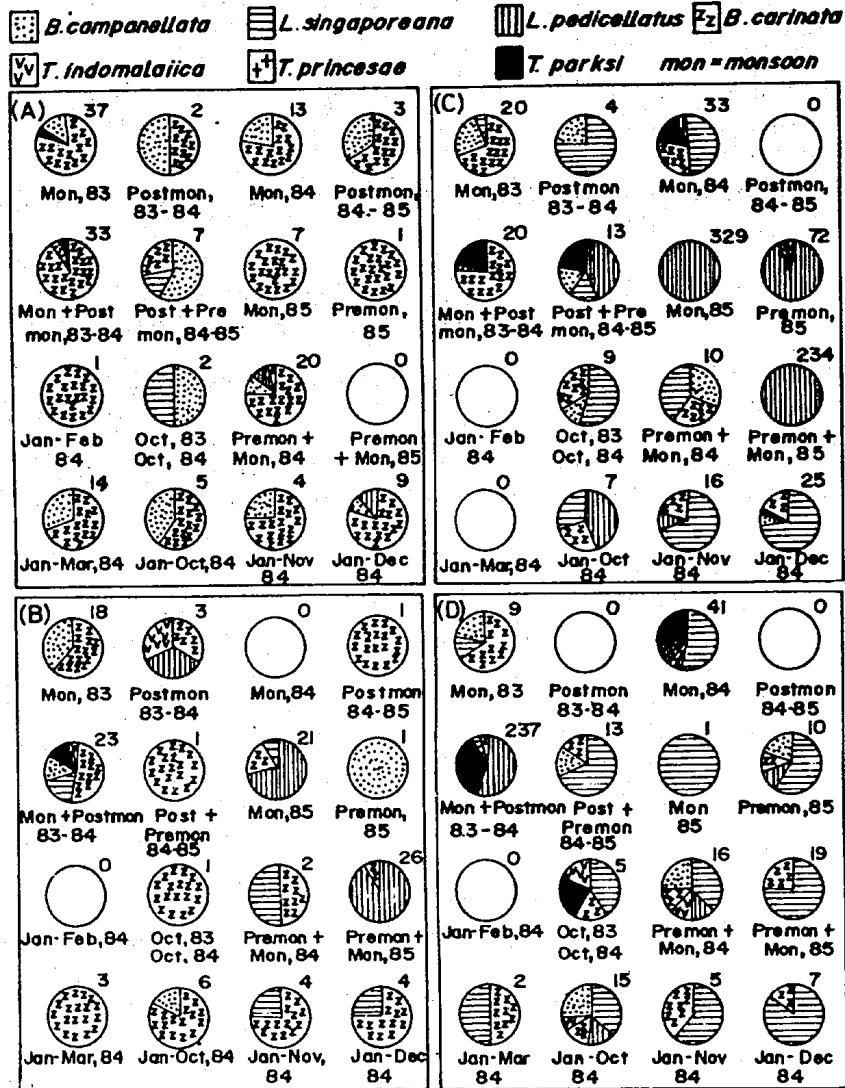 B. campanellata L. singaporeana L. pedicellatus B. carinata
T. indomalaiica T. princesae T. parksi mon = monsoon
(A)
37 2 13 3
Mon, 83 Postmon, Mon, 84 Postmon,
83-84 84-85
33 7 7 1
Mon + Post Post + Pre Mon, 85 Premon,
mon, 83-84 mon, 84-85 85
1 2 20 0
Jan-Feb Oct, 83 Premon + Premon
84 Oct, 84 Mon, 84 + Mon, 85
14 5 4 9
Jan-Mar, 84 Jan-Oct, 84 Jan-Nov Jan-Dec
84 84
(C)
20 4 33 0
Mon, 83 Postmon Mon, 84 Postmon,
83-84 84-85
20 13 329 72
Mon + Post Post + Pre Mon, 85 Premon,
mon, 83-84 mon, 84-85 85
0 9 10 234
Jan-Feb Oct, 83 Premon + Premon +
84 Oct, 84 Mon, 84 Mon, 85
0 7 16 25
Jan-Mar, 84 Jan-Oct Jan-Nov Jan-Dec
84 84 84
(B)
18 3 0 1
Mon, 83 Postmon Mon, 84 Postmon
83-84 84-85
23 1 21 1
Mon + Postmon Post + Mon, 85 Premon,
83-84 Premon 85
84-85
0 1 2 26
Jan-Feb, 84 Oct, 83 Premon + Premon +
Oct, 84 Mon, 84 Mon, 85
3 6 4 4
Jan-Mar, 84 Jan-Oct, 84 Jan-Nov, Jan-Dec
84 84
(D)
9 0 41 0
Mon, 83 Postmon Mon, 84 Postmon
83-84 84-85
237 13 1 10
Mon + Postmon Post + Mon Premon, 85
83-84 Premon 85
84-85
0 5 16 19
Jan-Feb, 84 Oct, 83 Premon + Premon +
Oct, 84 Mon, 84 Mon, 85
2 15 5 7
Jan-Mar Jan-Oct Jan-Nov Jan-Dec
84 84 84 84